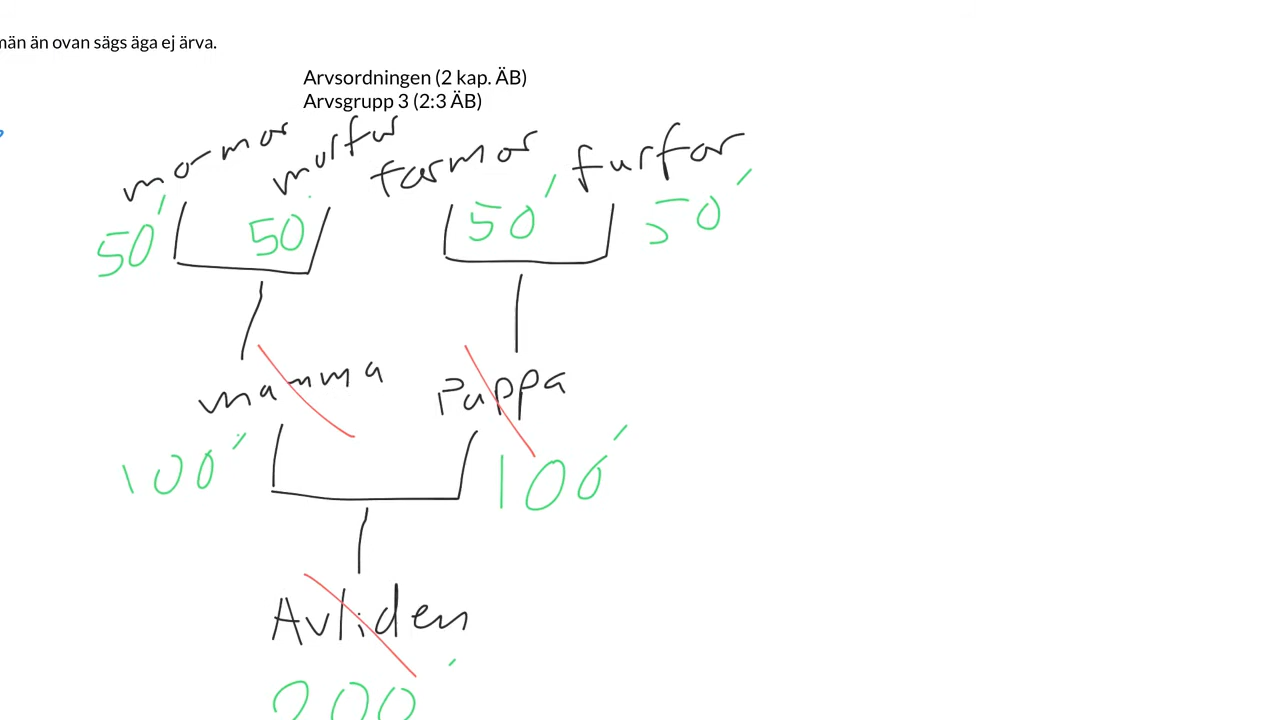 män än ovan sägs äga ej ärva.
Arvsordningen (2 kap. ÄB)
Arvsgrupp 3 (2:3 ÄB)
mormor morfar farmor farfar
50' 50 50' 50'
mamma Pappa
100' 100'
Avliden
200'